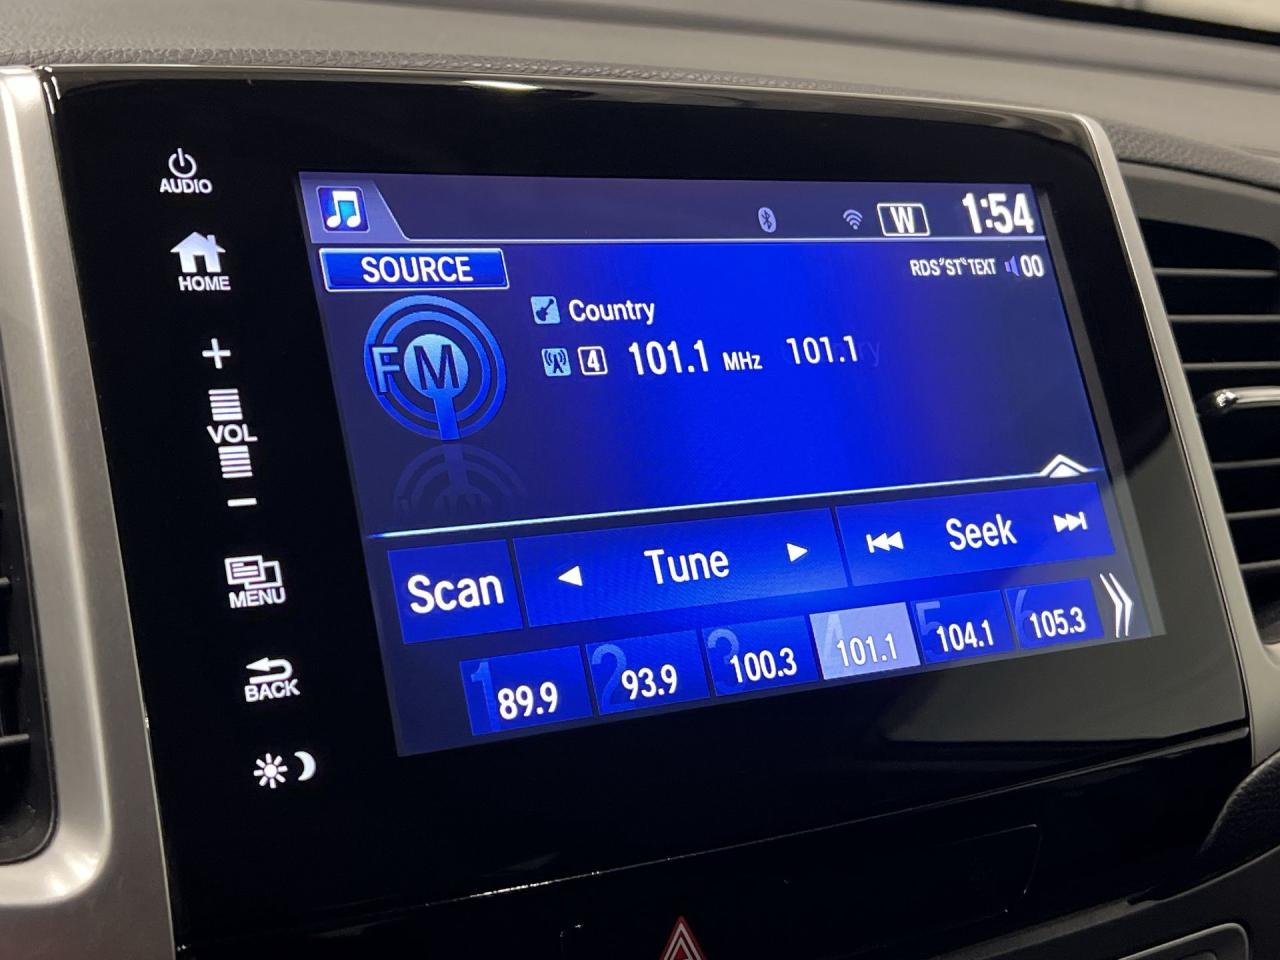 AUDIO
HOME
+
VOL
−
MENU
BACK
W 1:54
SOURCE
RDS ST TEXT 00
FM
Country
4 101.1 MHz 101.1
Scan
Tune
Seek
1 89.9
2 93.9
3 100.3
4 101.1
5 104.1
6 105.3